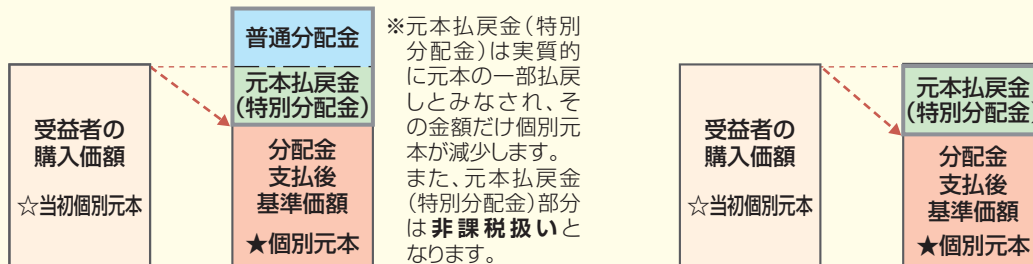 普通分配金
元本払戻金
(特別分配金)
受益者の
購入価額
☆当初個別元本
分配金
支払後
基準価額
★個別元本
※元本払戻金(特別
分配金)は実質的
に元本の一部払戻
しとみなされ、そ
の金額だけ個別元
本が減少します。
また、元本払戻金
(特別分配金)部分
は非課税扱いと
なります。
受益者の
購入価額
☆当初個別元本
元本払戻金
(特別分配金)
分配金
支払後
基準価額
★個別元本